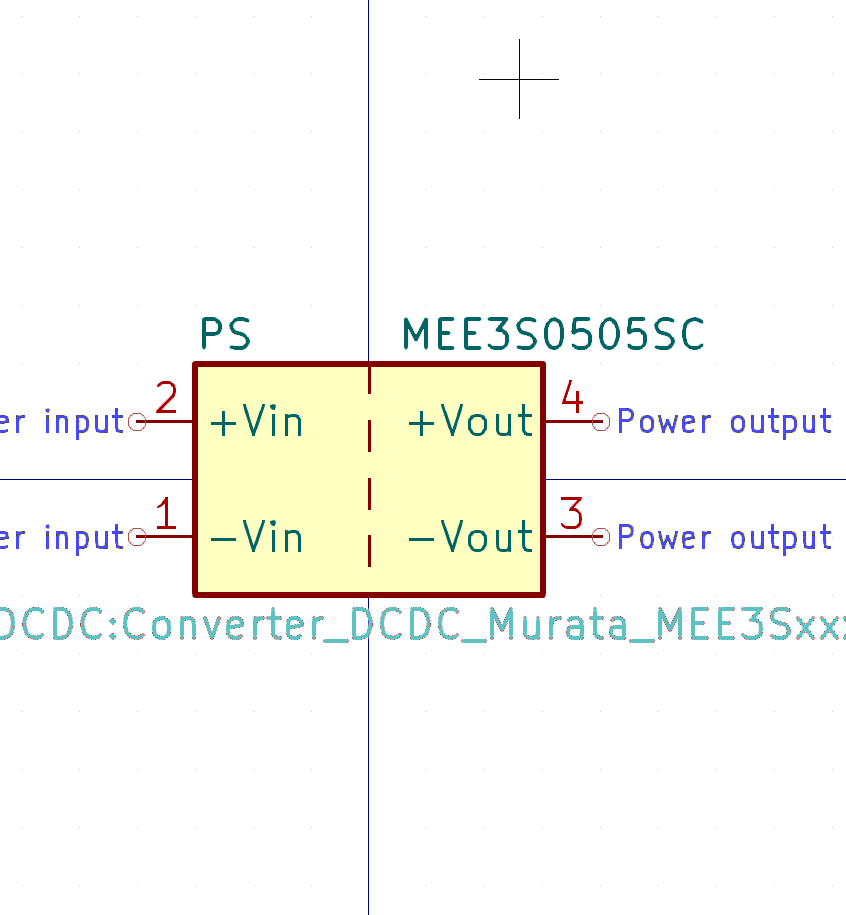 PS MEE3S0505SC
2 4
er input +Vin +Vout Power output
1 3
er input -Vin -Vout Power output
DCDC:Converter_DCDC_Murata_MEE3Sxxx